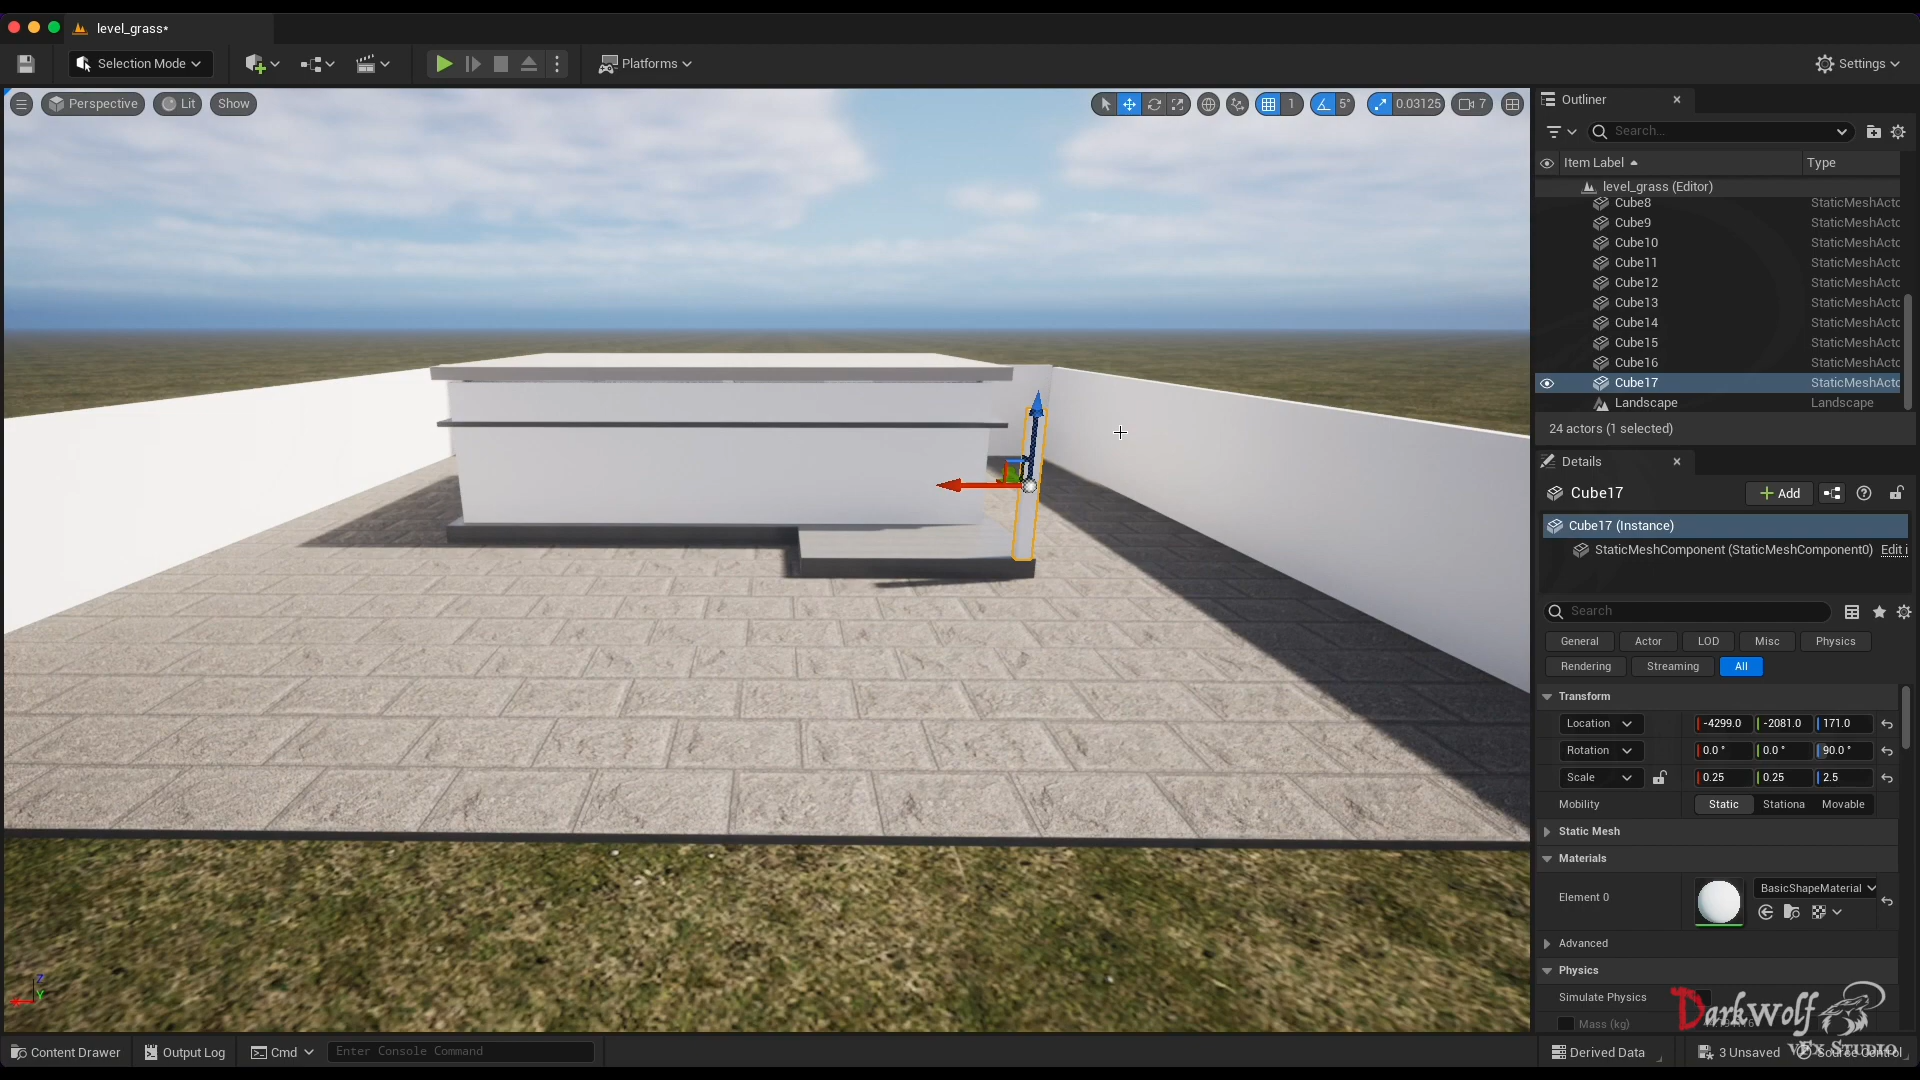 level_grass*
Selection Mode
Platforms
Settings
Perspective
Lit
Show
1
5°
0.03125
7
Outliner
Search...
Item Label
Type
level_grass (Editor)
Cube8 StaticMeshActo
Cube9 StaticMeshActo
Cube10 StaticMeshActo
Cube11 StaticMeshActo
Cube12 StaticMeshActo
Cube13 StaticMeshActo
Cube14 StaticMeshActo
Cube15 StaticMeshActo
Cube16 StaticMeshActo
Cube17 StaticMeshActo
Landscape Landscape
24 actors (1 selected)
Details
Cube17
+ Add
Cube17 (Instance)
StaticMeshComponent (StaticMeshComponent0) Edit i
Search
General Actor LOD Misc Physics
Rendering Streaming All
Transform
Location -4299.0 -2081.0 171.0
Rotation 0.0 ° 0.0 ° 90.0 °
Scale 0.25 0.25 2.5
Mobility Static Stationa Movable
Static Mesh
Materials
Element 0
BasicShapeMaterial
Advanced
Physics
Simulate Physics
Mass (kg)
DarkWolf
VFx Studio
Z
Y
Content Drawer
Output Log
Cmd
Enter Console Command
Derived Data
3 Unsaved
Source Control